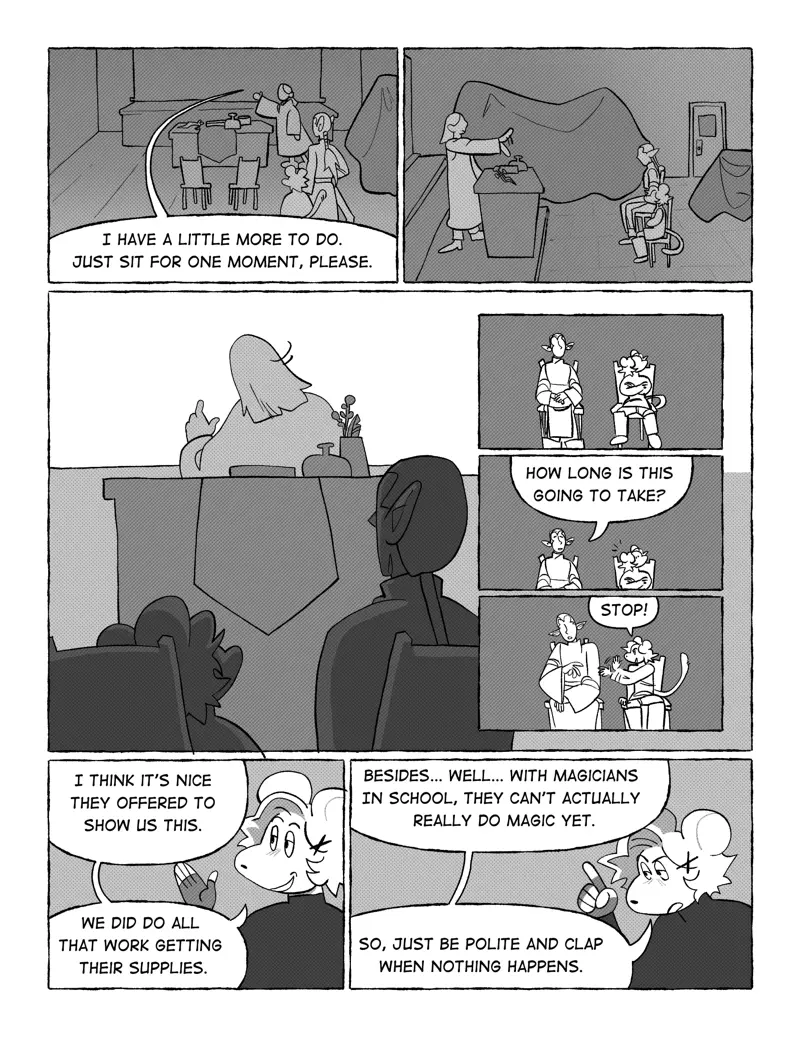 I HAVE A LITTLE MORE TO DO.
JUST SIT FOR ONE MOMENT, PLEASE.
HOW LONG IS THIS
GOING TO TAKE?
STOP!
I THINK IT'S NICE
THEY OFFERED TO
SHOW US THIS.
WE DID DO ALL
THAT WORK GETTING
THEIR SUPPLIES.
BESIDES... WELL... WITH MAGICIANS
IN SCHOOL, THEY CAN'T ACTUALLY
REALLY DO MAGIC YET.
SO, JUST BE POLITE AND CLAP
WHEN NOTHING HAPPENS.